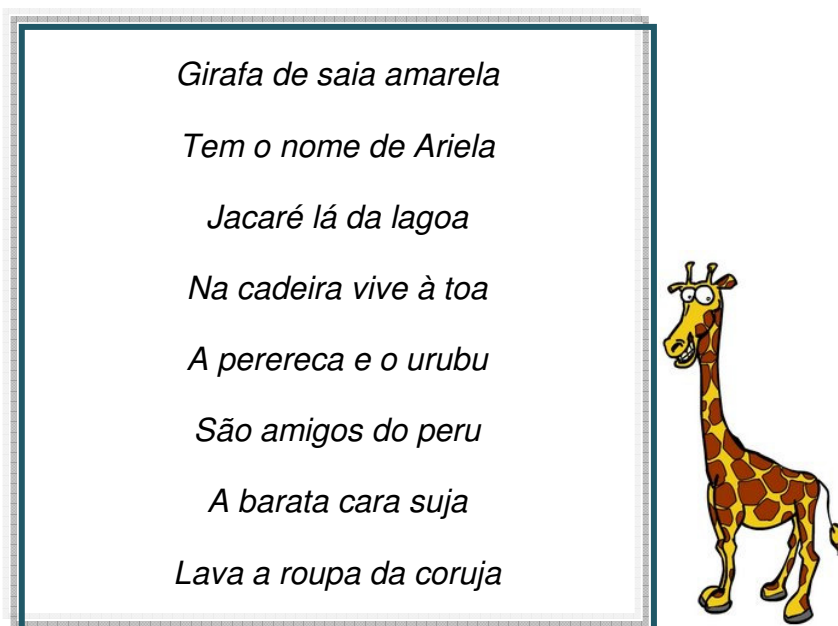 Girafa de saia amarela
Tem o nome de Ariela
Jacaré lá da lagoa
Na cadeira vive à toa
A perereca e o urubu
São amigos do peru
A barata cara suja
Lava a roupa da coruja